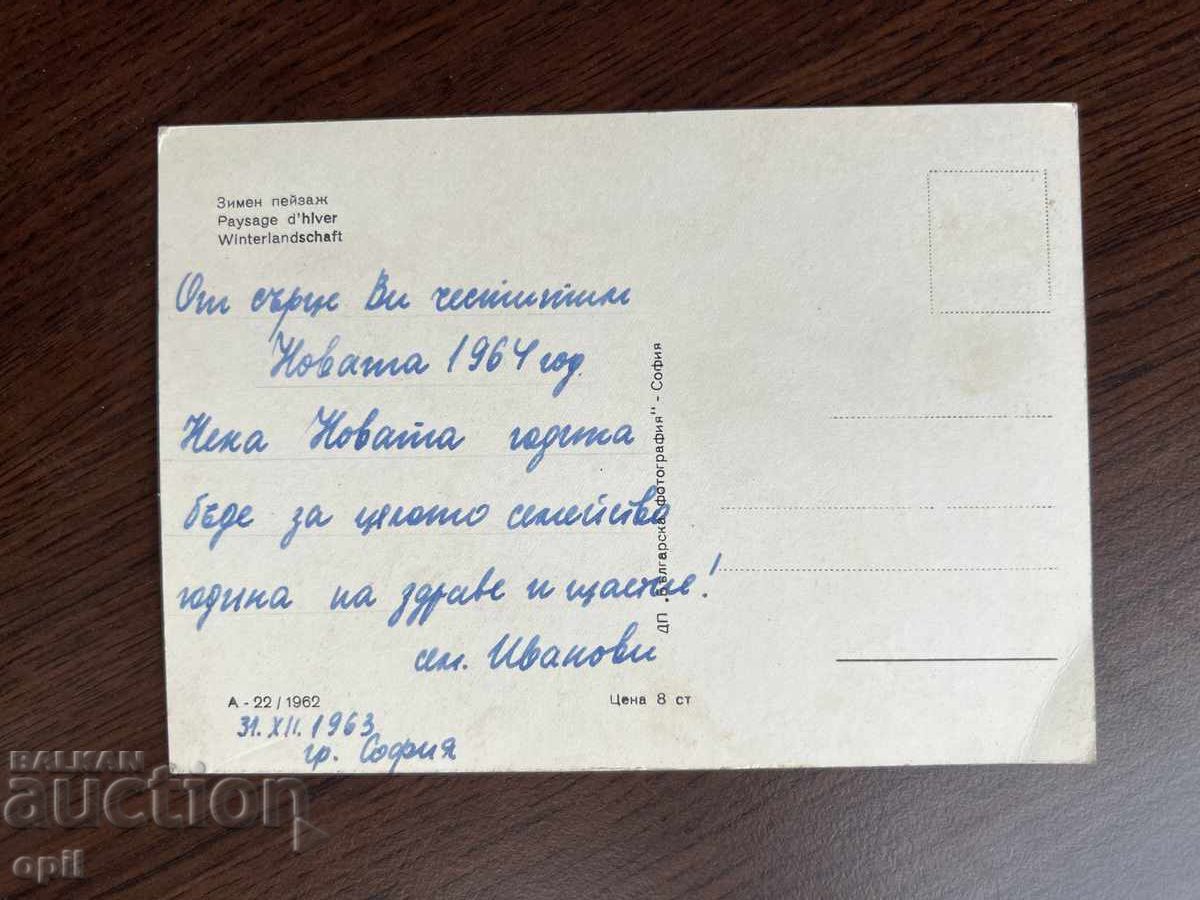 Зимен пейзаж
Paysage d'hiver
Winterlandschaft
От сърце Ви честитим
Новата 1964 год.
Нека Новата година
бъде за цялото семейство
година на здраве и щастие!
сем. Иванови
А - 22 / 1962
Цена 8 ст
31.XII.1963
гр. София
ДП „Българска фотография" - София
BALKAN
auction
opil